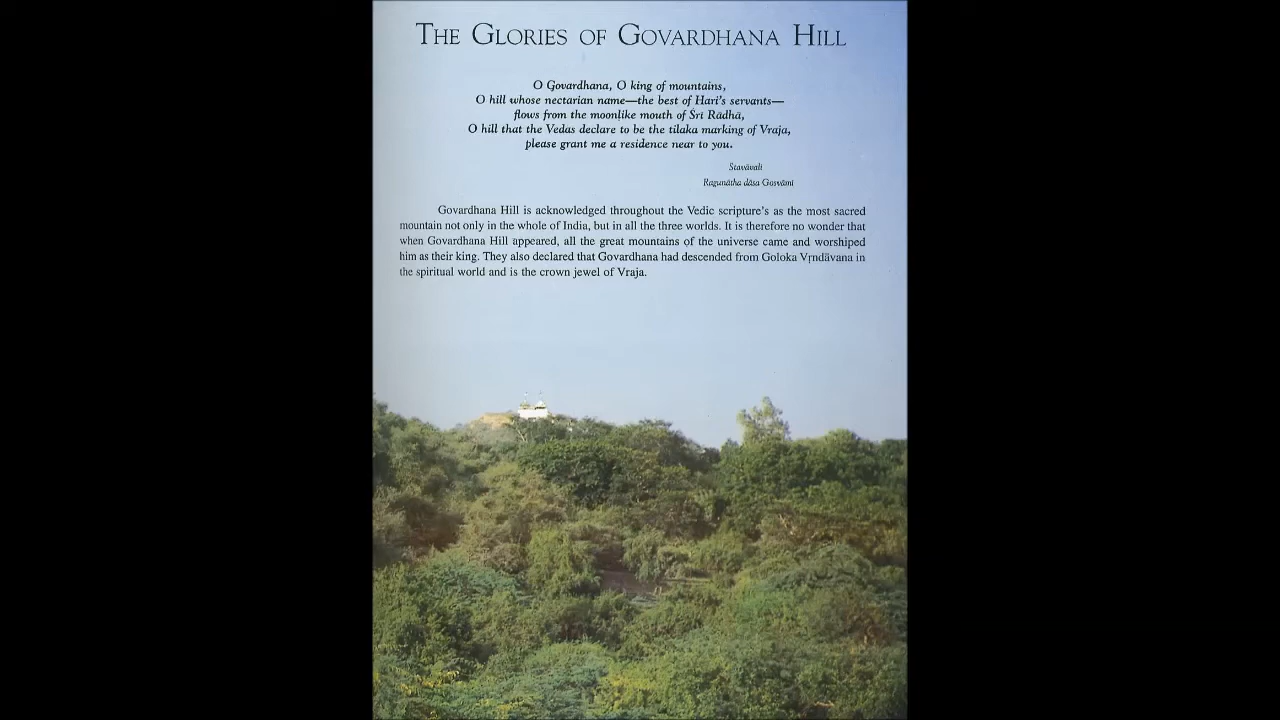 THE GLORIES OF GOVARDHANA HILL
O Govardhana, O king of mountains,
O hill whose nectarian name—the best of Hari's servants—
flows from the moonlike mouth of Śrī Rādhā,
O hill that the Vedas declare to be the tilaka marking of Vraja,
please grant me a residence near to you.
Stavāvali
Ragunātha dāsa Gosvāmī
Govardhana Hill is acknowledged throughout the Vedic scripture's as the most sacred
mountain not only in the whole of India, but in all the three worlds. It is therefore no wonder that
when Govardhana Hill appeared, all the great mountains of the universe came and worshiped
him as their king. They also declared that Govardhana had descended from Goloka Vṛndāvana in
the spiritual world and is the crown jewel of Vraja.